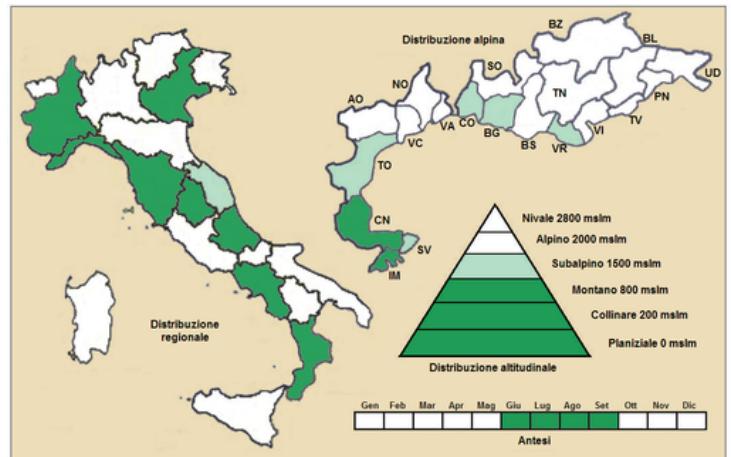 Distribuzione alpina
BZ
BL
SO
UD
NO
TN
AO
PN
CO
VA
BG
TV
VC
BS
VR
VI
TO
CN
SV
IM
Nivale 2800 mslm
Alpino 2000 mslm
Subalpino 1500 mslm
Montano 800 mslm
Collinare 200 mslm
Planiziale 0 mslm
Distribuzione altitudinale
Distribuzione
regionale
Gen Feb Mar Apr Mag Giu Lug Ago Set Ott Nov Dic
Antesi